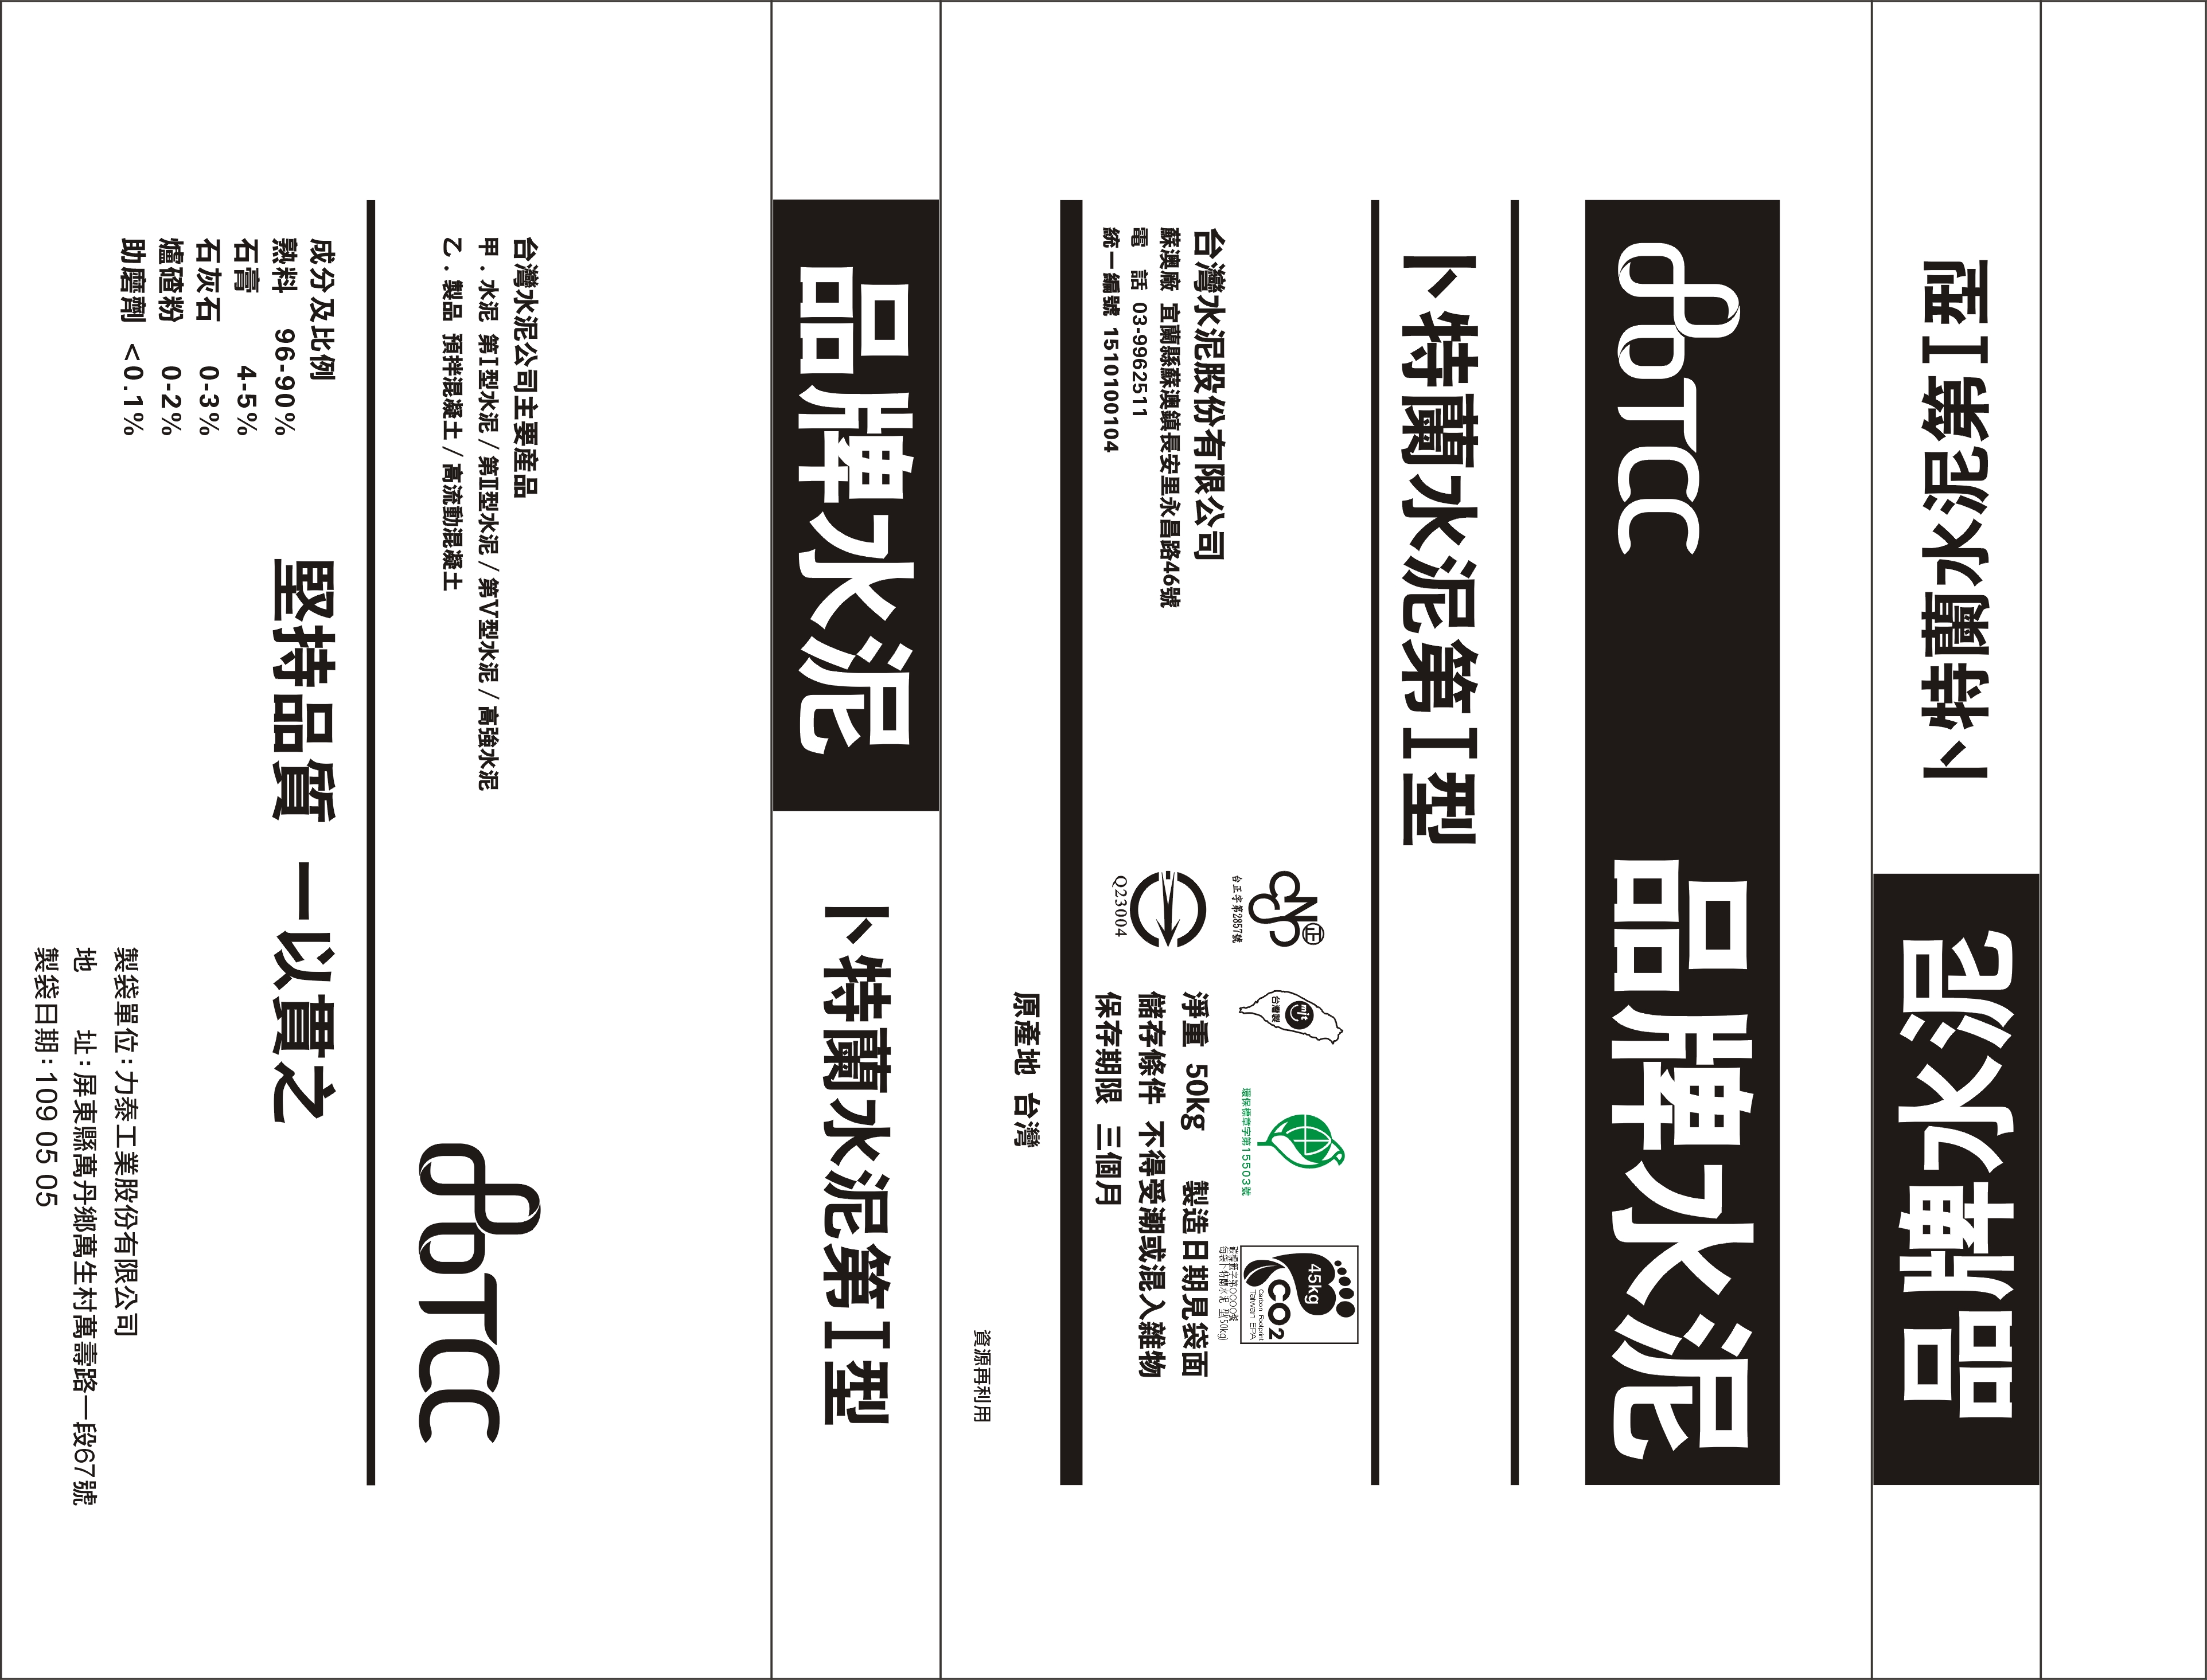 品牌水泥
卜特蘭水泥第I型
TCC
品牌水泥
卜特蘭水泥第I型
CNS 正
台正字第2857號
mit
台灣製
環保標章字第15503號
45kg
CO2
Carbon Footprint
Taiwan EPA
碳標籤字第○○○○號
每袋卜特蘭水泥 型(50kg)
台灣水泥股份有限公司
蘇澳廠 宜蘭縣蘇澳鎮長安里永昌路46號
電 話 03-9962511
統一編號 1510100104
Q23004
淨重 50kg 製造日期見袋面
儲存條件 不得受潮或混入雜物
保存期限 三個月
原產地 台灣
資源再利用
品牌水泥
卜特蘭水泥第I型
台灣水泥公司主要産品
甲．水泥 第I型水泥/第II型水泥/第V型水泥/高強水泥
乙．製品 預拌混凝土/高流動混凝土
TCC
成分及比例
熟料 96-90%
石膏 4-5%
石灰石 0-3%
爐碴粉 0-2%
助磨劑 <0.1%
堅持品質 一以貫之
製袋單位:力泰工業股份有限公司
地 址:屏東縣萬丹鄉萬生村萬壽路一段67號
製袋日期:109 05 05